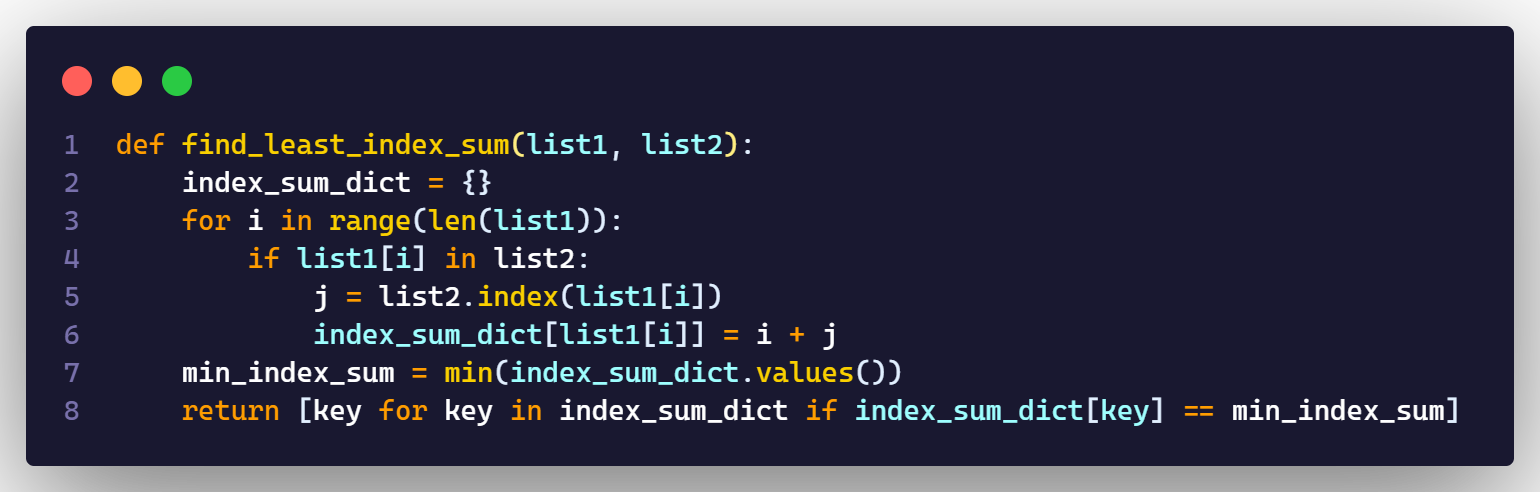 1 def find_least_index_sum(list1, list2):
2     index_sum_dict = {}
3     for i in range(len(list1)):
4         if list1[i] in list2:
5             j = list2.index(list1[i])
6             index_sum_dict[list1[i]] = i + j
7     min_index_sum = min(index_sum_dict.values())
8     return [key for key in index_sum_dict if index_sum_dict[key] == min_index_sum]